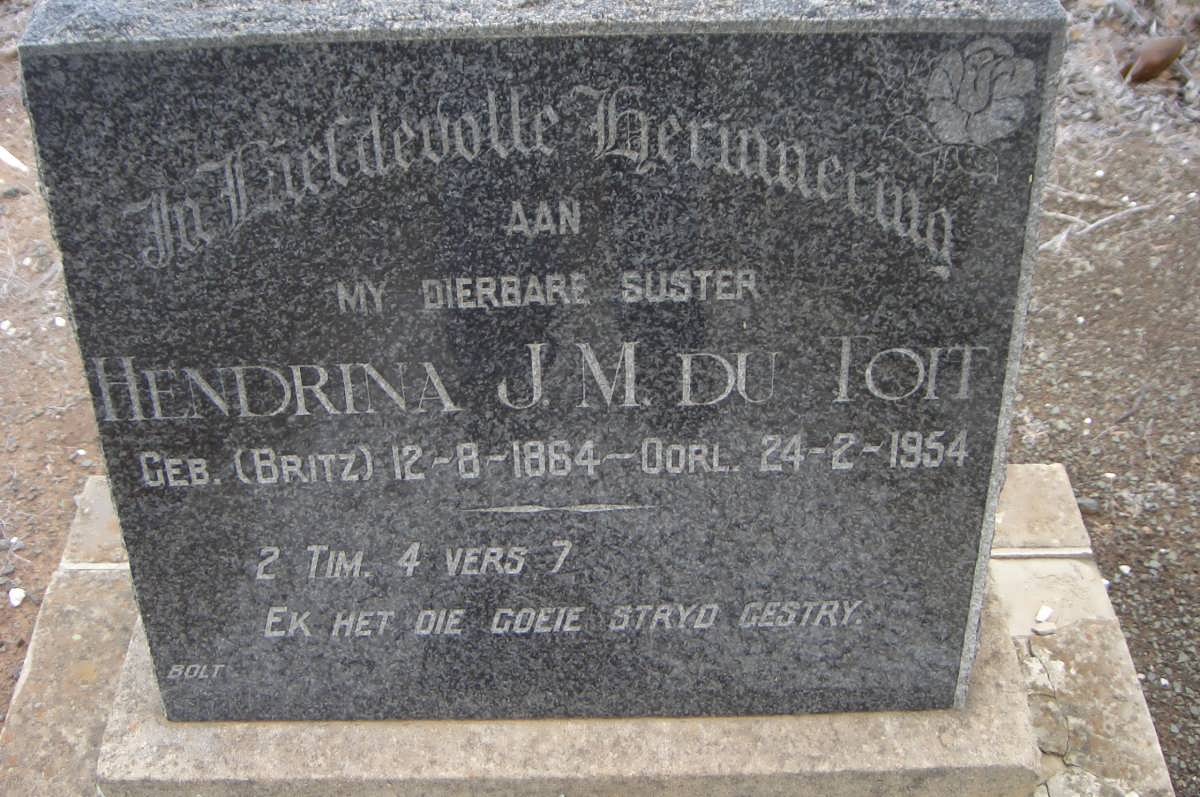 In Liefdevolle Herinnering
AAN
MY DIERBARE SUSTER
HENDRINA J. M. DU TOIT
GEB. (BRITZ) 12-8-1864-OORL. 24-2-1954
2 TIM. 4 VERS 7
EK HET DIE GOEIE STRYD GESTRY.
BOLT